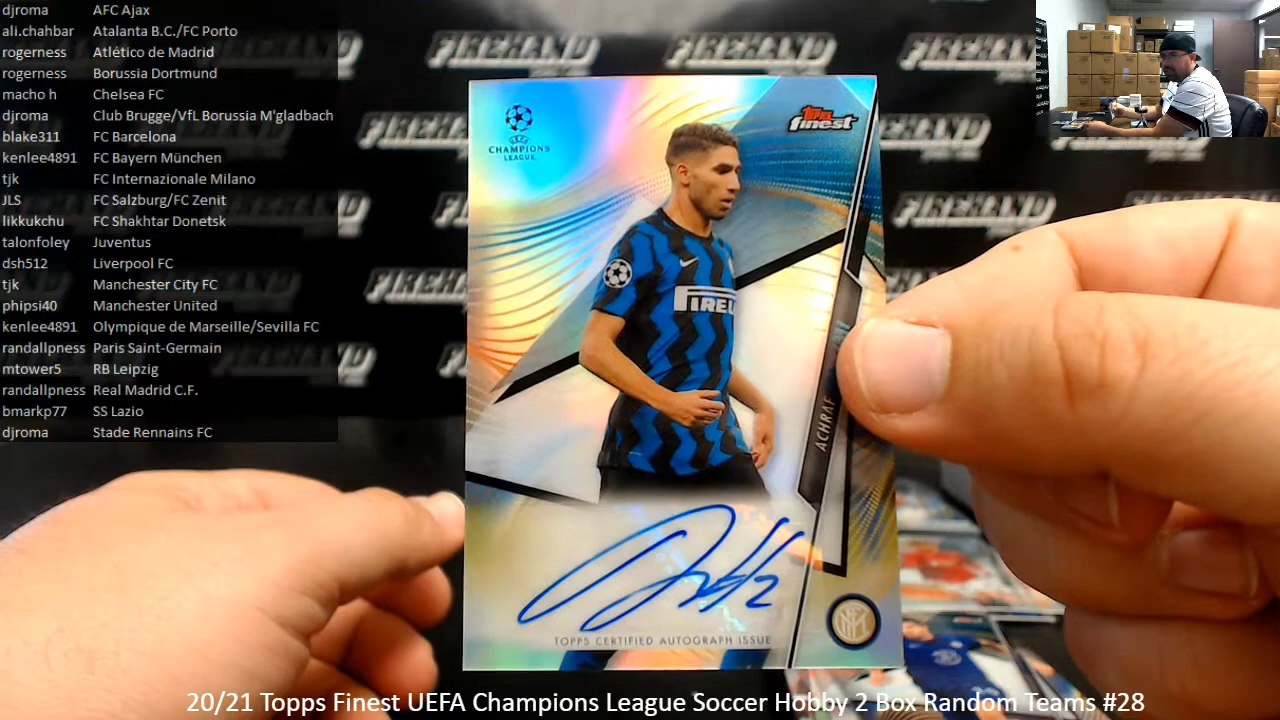 djroma AFC Ajax
ali.chahbar Atalanta B.C./FC Porto
rogerness Atlético de Madrid
rogerness Borussia Dortmund
macho h Chelsea FC
djroma Club Brugge/VfL Borussia M'gladbach
blake311 FC Barcelona
kenlee4891 FC Bayern München
tjk FC Internazionale Milano
JLS FC Salzburg/FC Zenit
likkukchu FC Shakhtar Donetsk
talonfoley Juventus
dsh512 Liverpool FC
tjk Manchester City FC
phipsi40 Manchester United
kenlee4891 Olympique de Marseille/Sevilla FC
randallpness Paris Saint-Germain
mtower5 RB Leipzig
randallpness Real Madrid C.F.
bmarkp77 SS Lazio
djroma Stade Rennains FC
FIREHAND FIREHAND FIREHAND
UEFA
CHAMPIONS
LEAGUE
Topps
finest
PIREL
ACHRAF
TOPPS CERTIFIED AUTOGRAPH ISSUE
20/21 Topps Finest UEFA Champions League Soccer Hobby 2 Box Random Teams #28